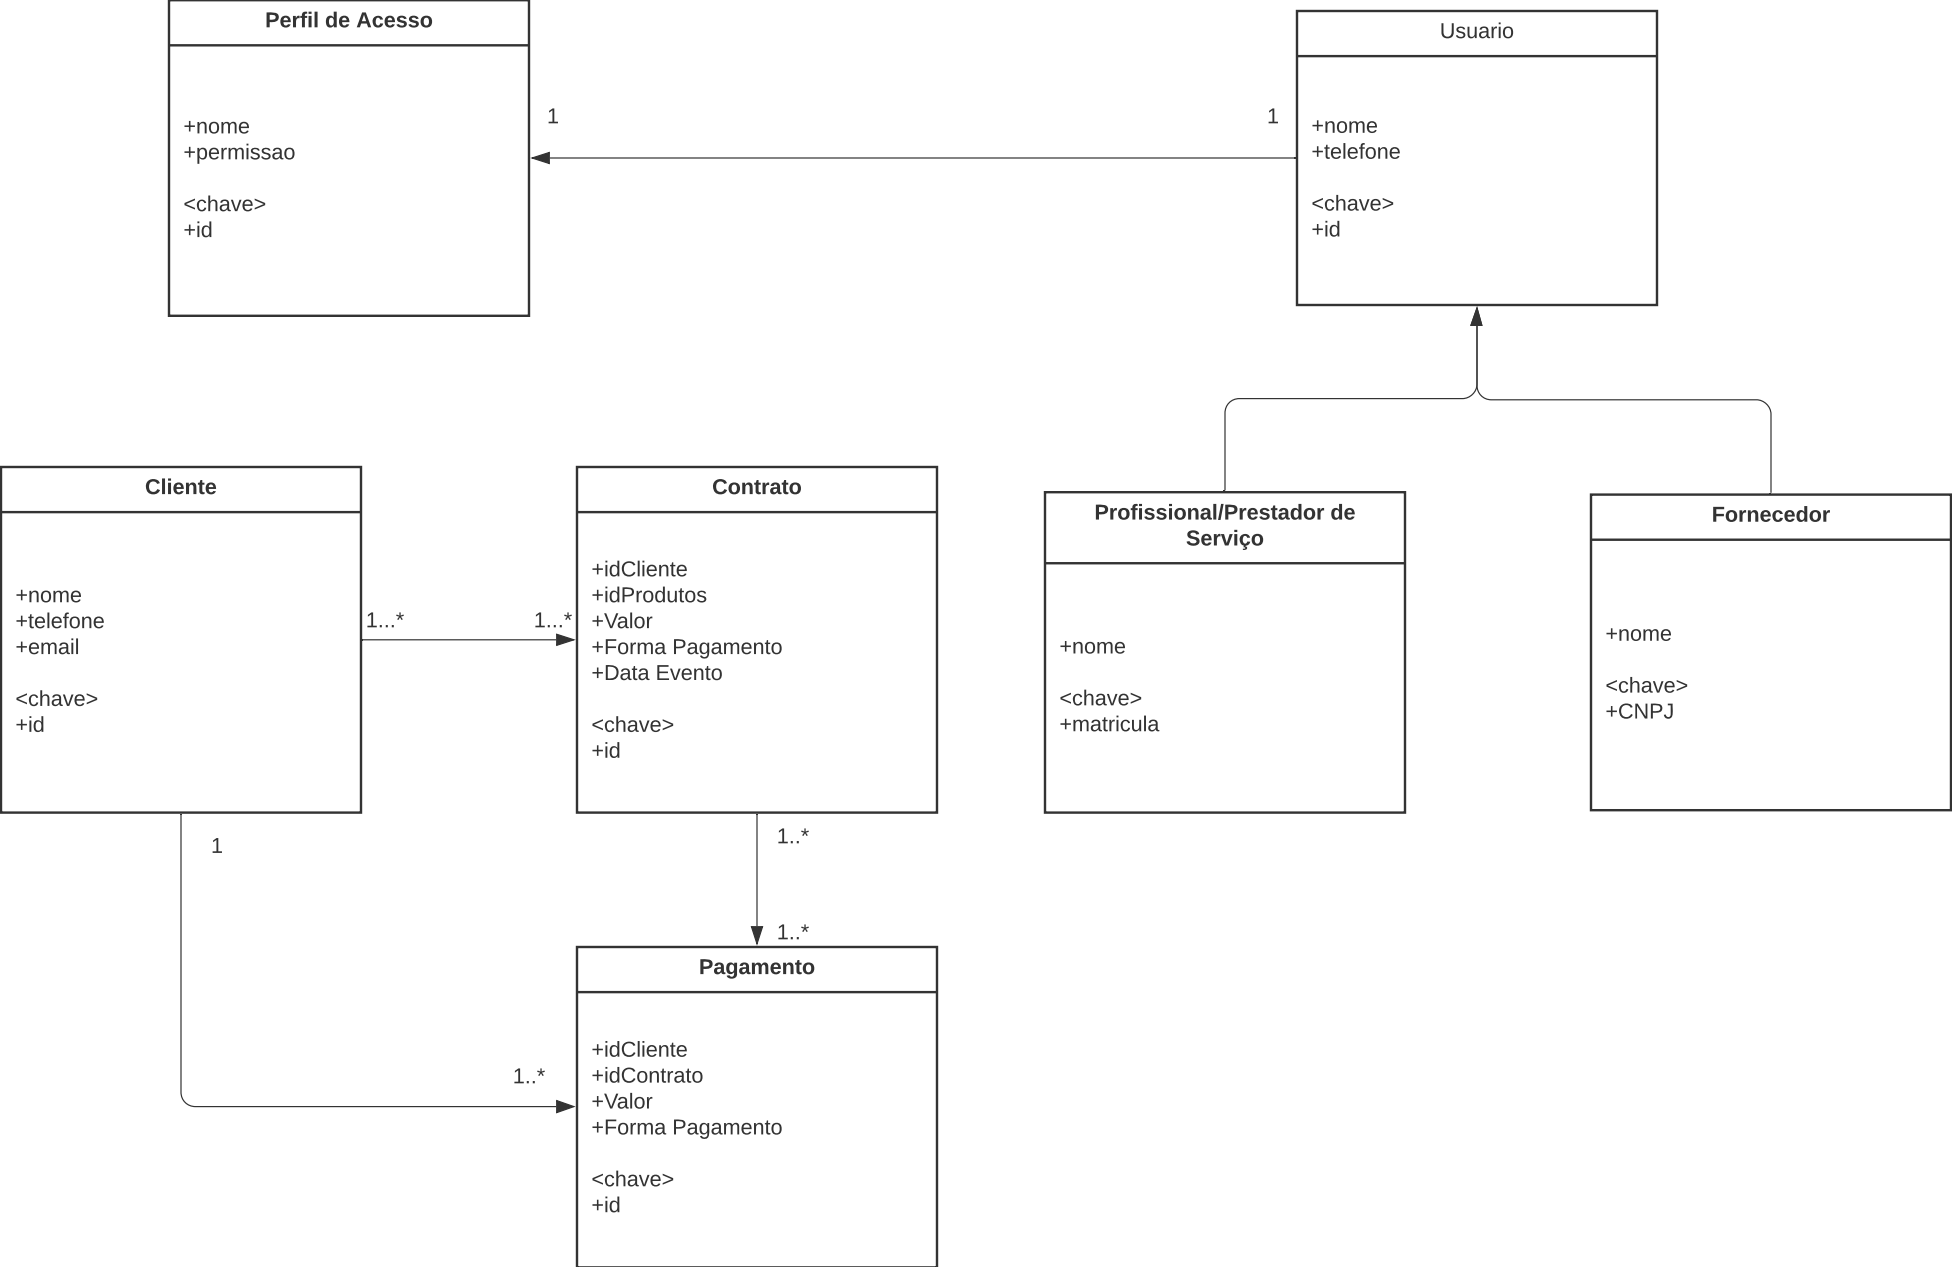 Perfil de Acesso
+nome
+permissao
<chave>
+id
1
1
Usuario
+nome
+telefone
<chave>
+id
Cliente
+nome
+telefone
+email
<chave>
+id
1...*
1...*
Contrato
+idCliente
+idProdutos
+Valor
+Forma Pagamento
+Data Evento
<chave>
+id
Profissional/Prestador de
Serviço
+nome
<chave>
+matricula
Fornecedor
+nome
<chave>
+CNPJ
1
1..*
1..*
1..*
Pagamento
+idCliente
+idContrato
+Valor
+Forma Pagamento
<chave>
+id